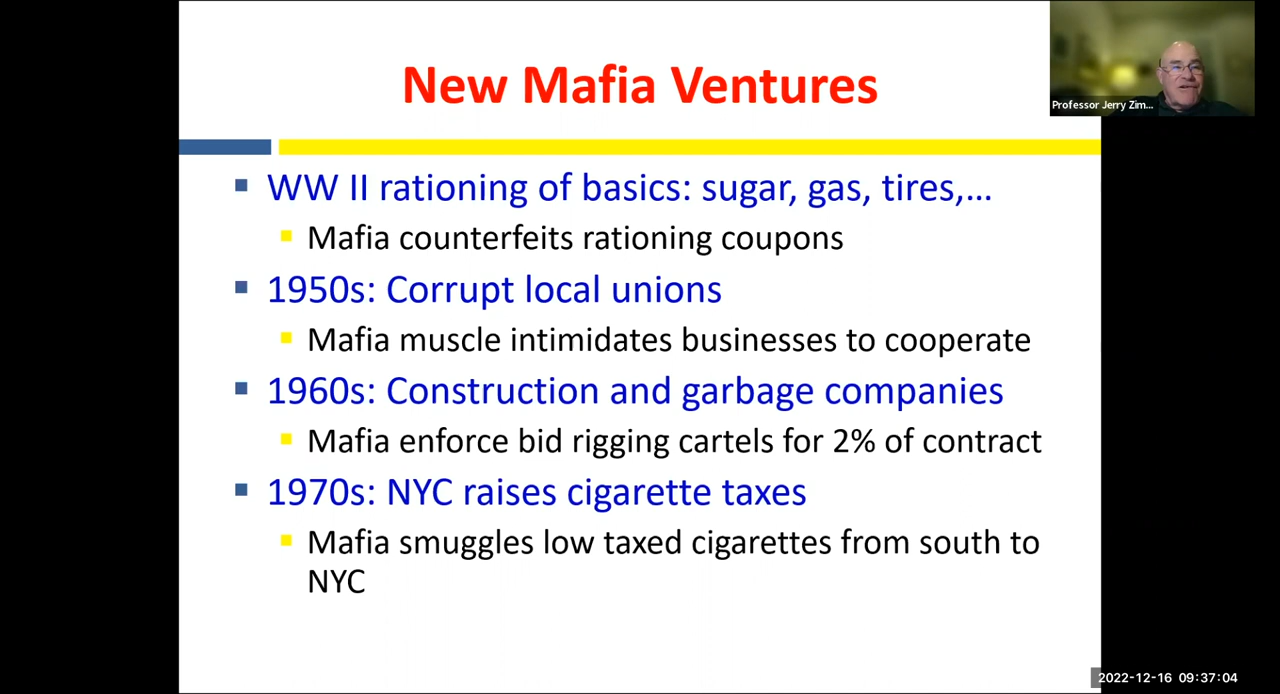 New Mafia Ventures
Professor Jerry Zim...
WW II rationing of basics: sugar, gas, tires,...
Mafia counterfeits rationing coupons
1950s: Corrupt local unions
Mafia muscle intimidates businesses to cooperate
1960s: Construction and garbage companies
Mafia enforce bid rigging cartels for 2% of contract
1970s: NYC raises cigarette taxes
Mafia smuggles low taxed cigarettes from south to
NYC
2022-12-16 09:37:04